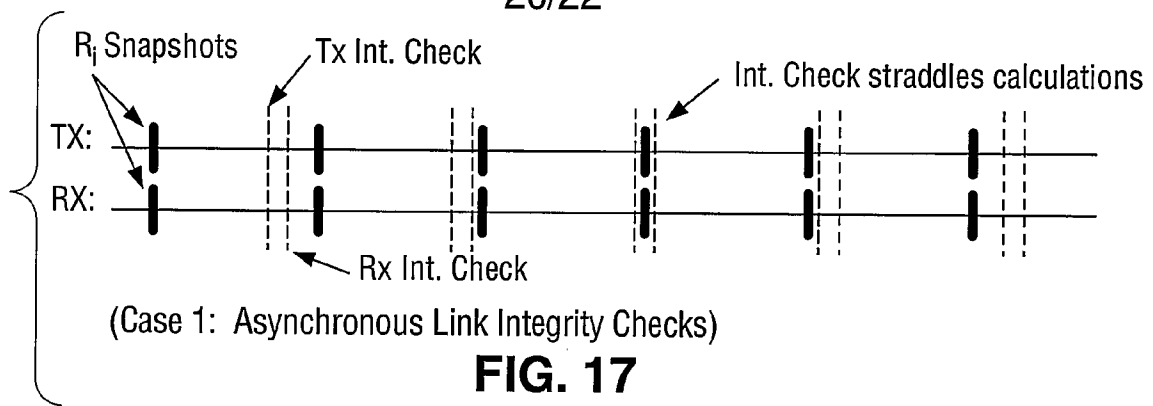 R_i Snapshots
Tx Int. Check
Int. Check straddles calculations
TX:
RX:
Rx Int. Check
(Case 1: Asynchronous Link Integrity Checks)
FIG. 17